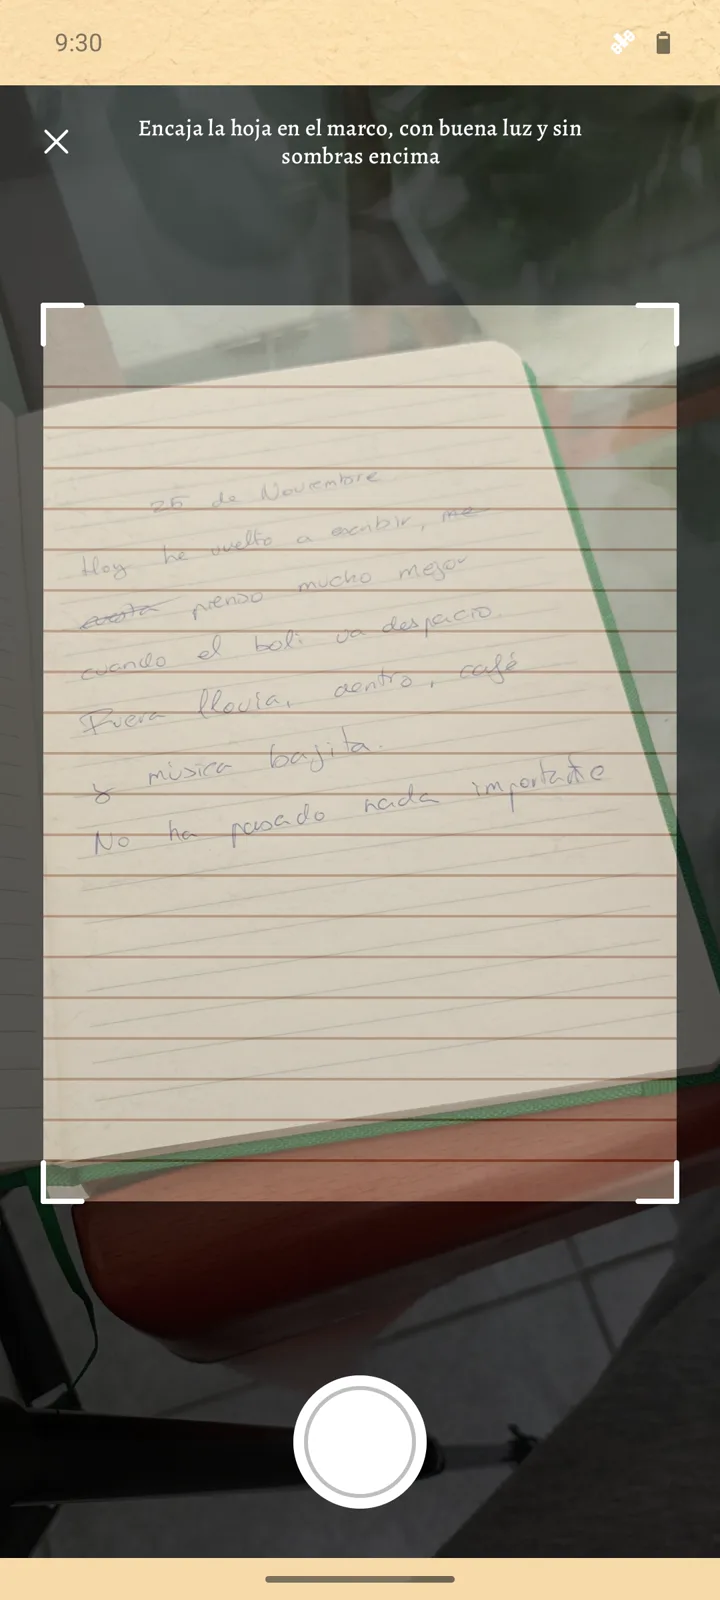 9:30
Encaja la hoja en el marco, con buena luz y sin
sombras encima
25 de Noviembre
Hoy he vuelto a escribir, me
cuesta pienso mucho mejor
cuando el boli va despacio.
Fuera llovía, dentro, café
y música bajita.
No ha pasado nada importante